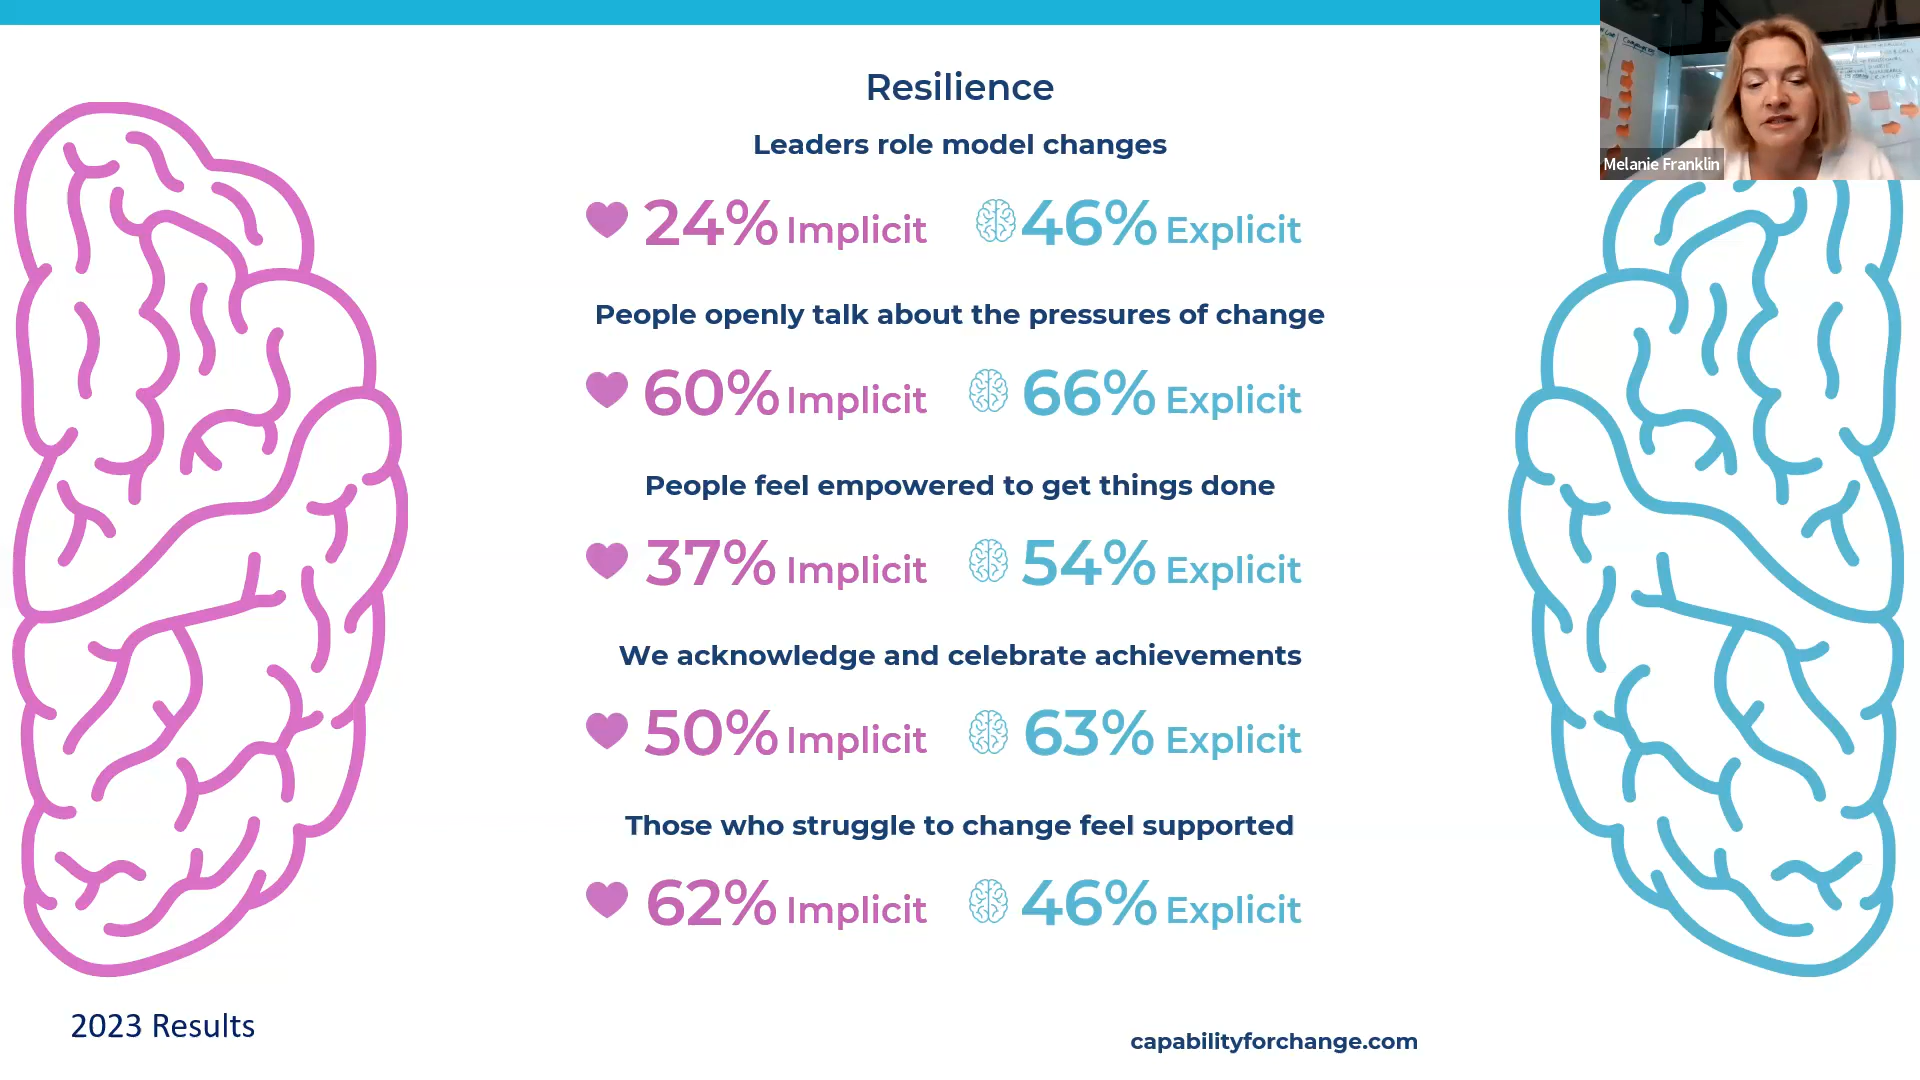 Resilience
Leaders role model changes
24% Implicit 46% Explicit
People openly talk about the pressures of change
60% Implicit 66% Explicit
People feel empowered to get things done
37% Implicit 54% Explicit
We acknowledge and celebrate achievements
50% Implicit 63% Explicit
Those who struggle to change feel supported
62% Implicit 46% Explicit
2023 Results
capabilityforchange.com
Melanie Franklin